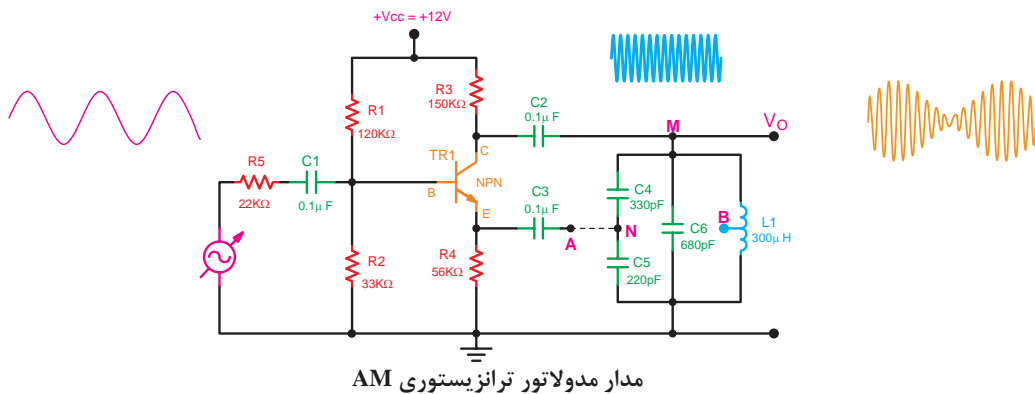 +Vcc = +12V
R3
150KΩ
C2
0.1μ F
M
VO
R1
120KΩ
TR1
C
NPN
B
E
R5
22KΩ
C1
0.1μ F
C3
0.1μ F
A
N
C4
330pF
C6
680pF
B
L1
300μ H
C5
220pF
R2
33KΩ
R4
56KΩ
مدار مدولاتور ترانزیستوری AM